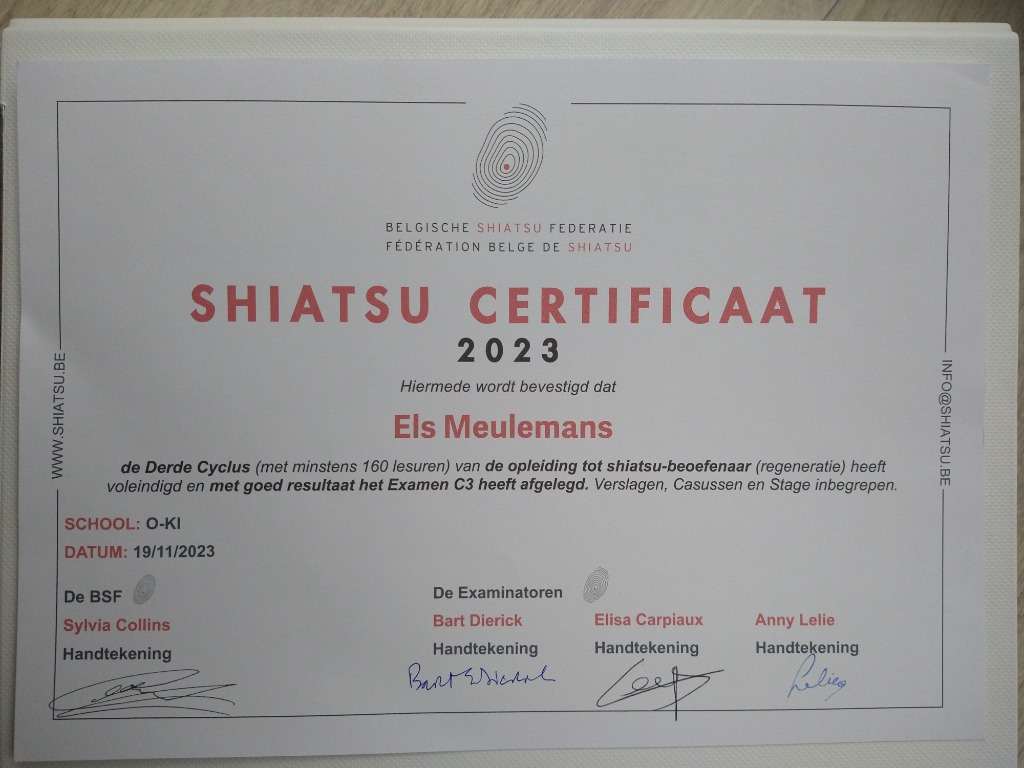 BELGISCHE SHIATSU FEDERATIE
FÉDÉRATION BELGE DE SHIATSU
SHIATSU CERTIFICAAT
2023
Hiermede wordt bevestigd dat
Els Meulemans
de Derde Cyclus (met minstens 160 lesuren) van de opleiding tot shiatsu-beoefenaar (regeneratie) heeft
voleindigd en met goed resultaat het Examen C3 heeft afgelegd. Verslagen, Casussen en Stage inbegrepen.
WWW.SHIATSU.BE
INFO@SHIATSU.BE
SCHOOL: O-KI
DATUM: 19/11/2023
De BSF
Sylvia Collins
Handtekening
De Examinatoren
Bart Dierick Elisa Carpiaux Anny Lelie
Handtekening Handtekening Handtekening